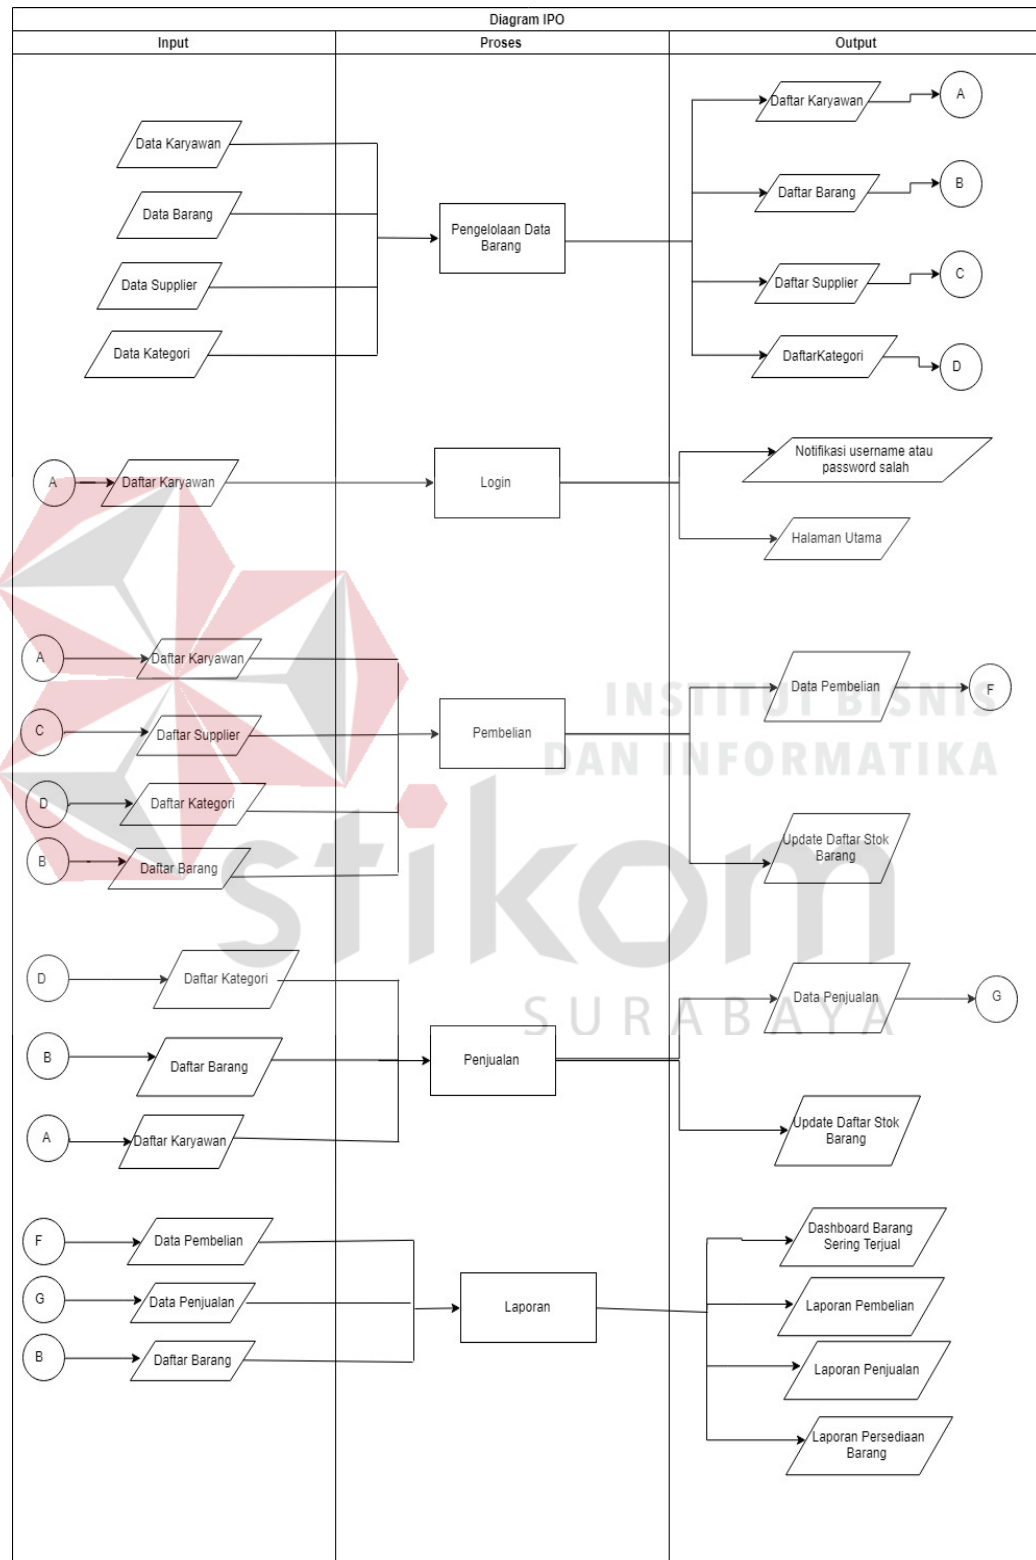 Diagram IPO
Input
Proses
Output
Data Karyawan
Data Barang
Data Supplier
Data Kategori
Pengelolaan Data
Barang
Daftar Karyawan
A
Daftar Barang
B
Daftar Supplier
C
DaftarKategori
D
A
Daftar Karyawan
Login
Notifikasi username atau
password salah
Halaman Utama
A
Daftar Karyawan
C
Daftar Supplier
D
Daftar Kategori
B
Daftar Barang
Pembelian
Data Pembelian
F
Update Daftar Stok
Barang
INSTITUT BISNIS
DAN INFORMATIKA
stikom
SURABAYA
D
Daftar Kategori
B
Daftar Barang
A
Daftar Karyawan
Penjualan
Data Penjualan
G
Update Daftar Stok
Barang
F
Data Pembelian
G
Data Penjualan
B
Daftar Barang
Laporan
Dashboard Barang
Sering Terjual
Laporan Pembelian
Laporan Penjualan
Laporan Persediaan
Barang